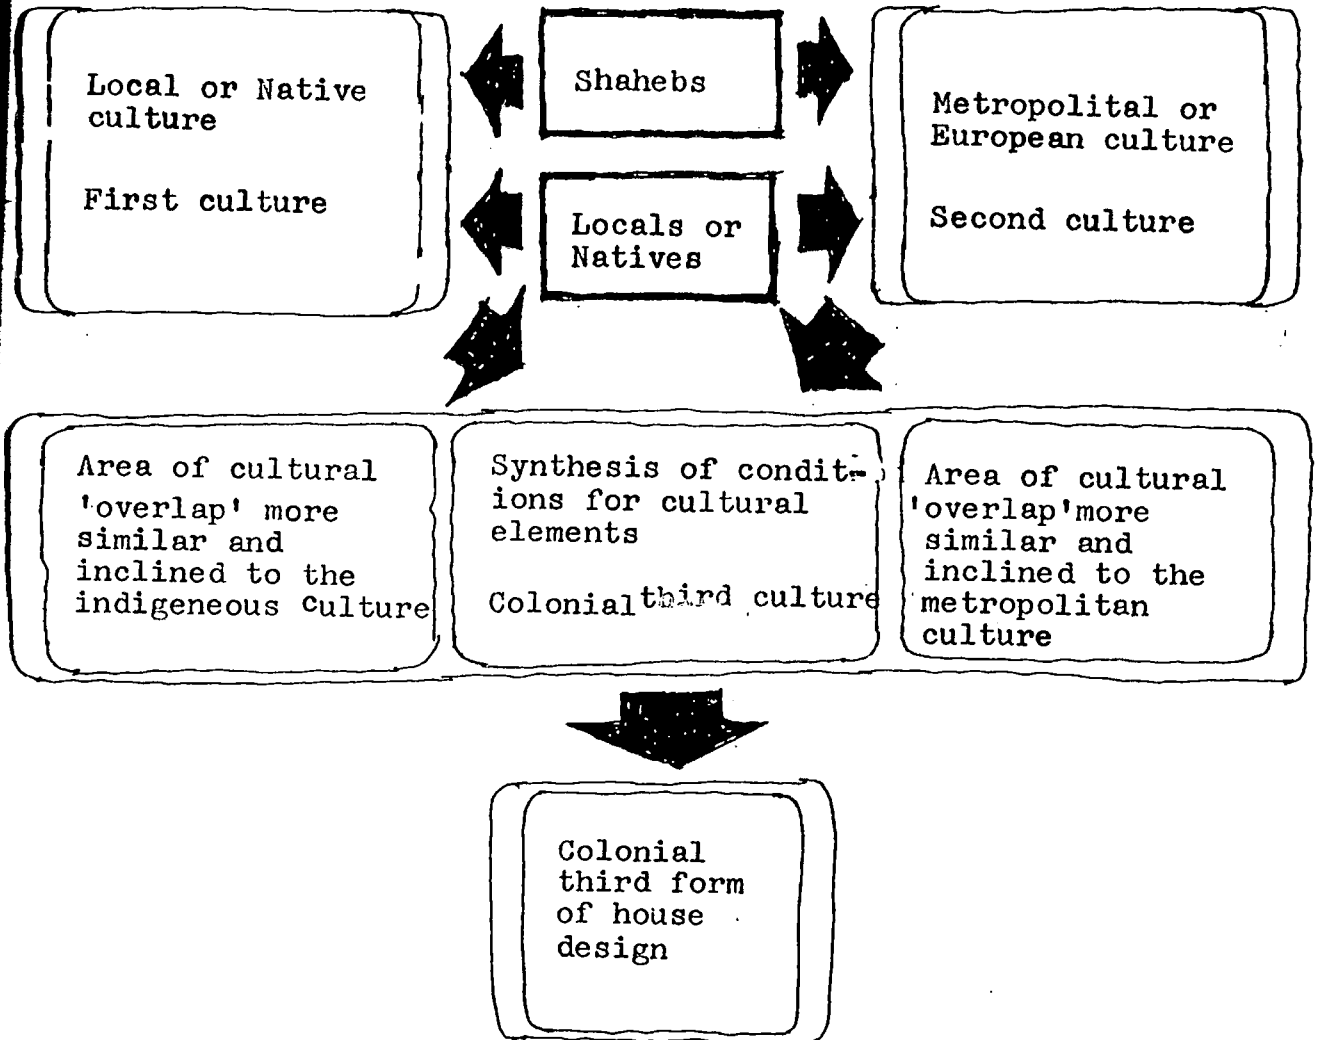 Local or Native
culture
First culture
Shahebs
Locals or
Natives
Metropolital or
European culture
Second culture
Area of cultural
'overlap' more
similar and
inclined to the
indigeneous culture
Synthesis of condit-
ions for cultural
elements
Colonial third culture
Area of cultural
'overlap'more
similar and
inclined to the
metropolitan
culture
Colonial
third form
of house
design